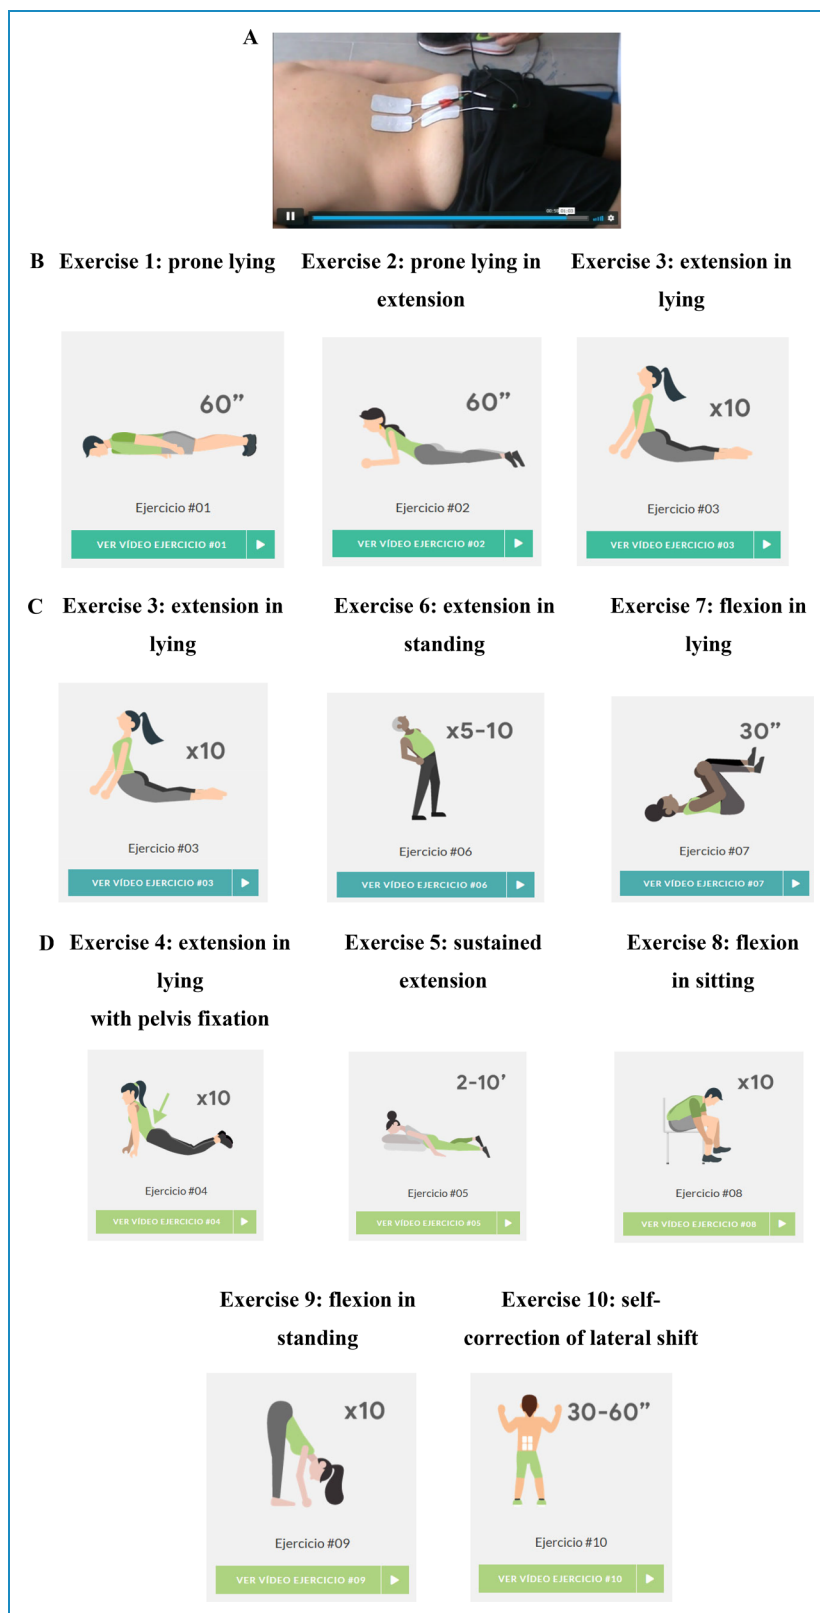 A
B Exercise 1: prone lying
Exercise 2: prone lying in
extension
Exercise 3: extension in
lying
60”
60”
x10
Ejercicio #01
Ejercicio #02
Ejercicio #03
VER VÍDEO EJERCICIO #01
VER VÍDEO EJERCICIO #02
VER VÍDEO EJERCICIO #03
C Exercise 3: extension in
lying
Exercise 6: extension in
standing
Exercise 7: flexion in
lying
x10
x5-10
30”
Ejercicio #03
Ejercicio #06
Ejercicio #07
VER VÍDEO EJERCICIO #03
VER VÍDEO EJERCICIO #06
VER VÍDEO EJERCICIO #07
D Exercise 4: extension in
lying
with pelvis fixation
Exercise 5: sustained
extension
Exercise 8: flexion
in sitting
x10
2-10’
x10
Ejercicio #04
Ejercicio #05
Ejercicio #08
VER VÍDEO EJERCICIO #04
VER VÍDEO EJERCICIO #05
VER VÍDEO EJERCICIO #08
Exercise 9: flexion in
standing
Exercise 10: self-
correction of lateral shift
x10
30-60”
Ejercicio #09
Ejercicio #10
VER VÍDEO EJERCICIO #09
VER VÍDEO EJERCICIO #10